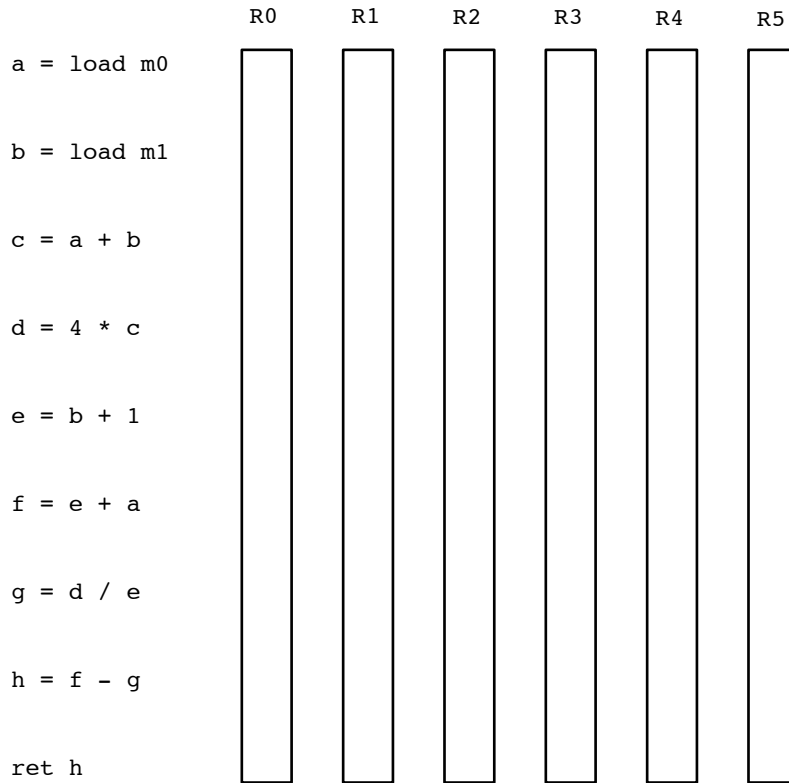 R0 R1 R2 R3 R4 R5
a = load m0
b = load m1
c = a + b
d = 4 * c
e = b + 1
f = e + a
g = d / e
h = f – g
ret h